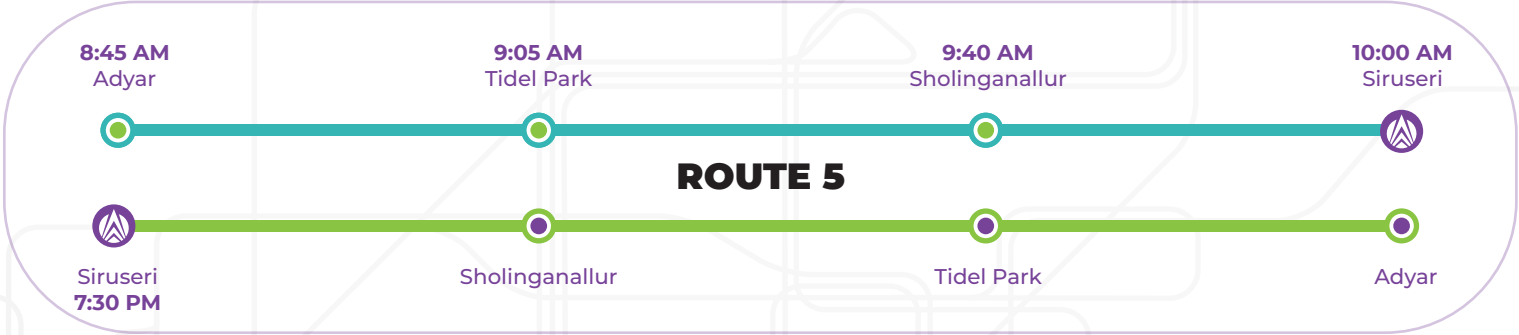 8:45 AM
Adyar
9:05 AM
Tidel Park
9:40 AM
Sholinganallur
10:00 AM
Siruseri
ROUTE 5
Siruseri
7:30 PM
Sholinganallur
Tidel Park
Adyar